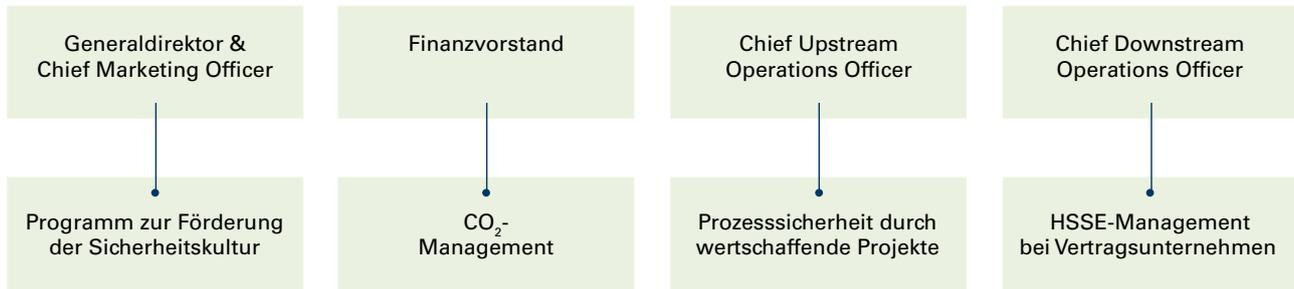 Generaldirektor &
Chief Marketing Officer
Finanzvorstand
Chief Upstream
Operations Officer
Chief Downstream
Operations Officer
Programm zur Förderung
der Sicherheitskultur
CO₂-
Management
Prozesssicherheit durch
wertschaffende Projekte
HSSE-Management
bei Vertragsunternehmen